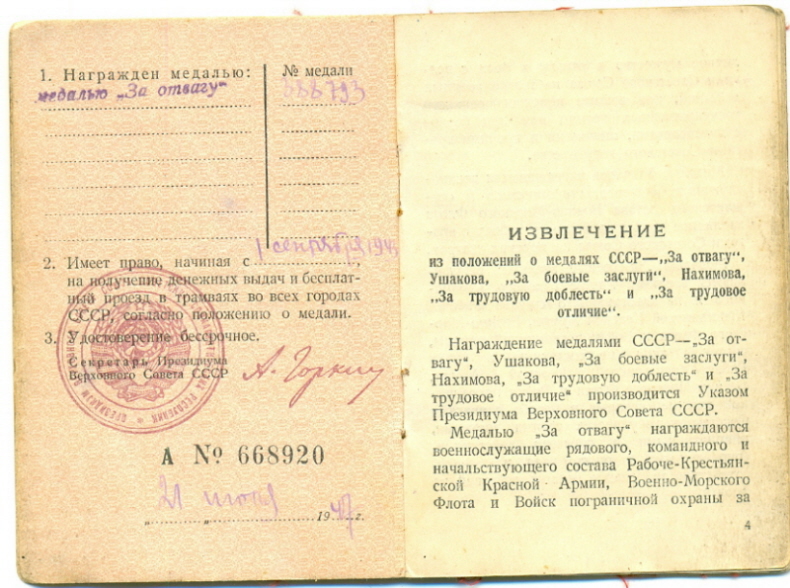 1. Награжден медалью:
№ медали
медалью „За отвагу“
1 сентября 194
2. Имеет право, начиная с
на получение денежных выдач и бесплат-
ный проезд в трамваях во всех городах
СССР, согласно положению о медали.
3. Удостоверение бессрочное.
Секретарь Президиума
Верховного Совета СССР
А. Горкин
А № 668920
21 июля
1947 г.
ИЗВЛЕЧЕНИЕ
из положений о медалях СССР—„За отвагу“,
Ушакова, „За боевые заслуги“, Нахимова,
„За трудовую доблесть“ и „За трудовое
отличие“.
Награждение медалями СССР—„За от-
вагу“, Ушакова, „За боевые заслуги“,
Нахимова, „За трудовую доблесть“ и „За
трудовое отличие“ производится Указом
Президиума Верховного Совета СССР.
Медалью „За отвагу“ награждаются
военнослужащие рядового, командного и
начальствующего состава Рабоче-Крестьян-
ской Красной Армии, Военно-Морского
Флота и Войск пограничной охраны за
4